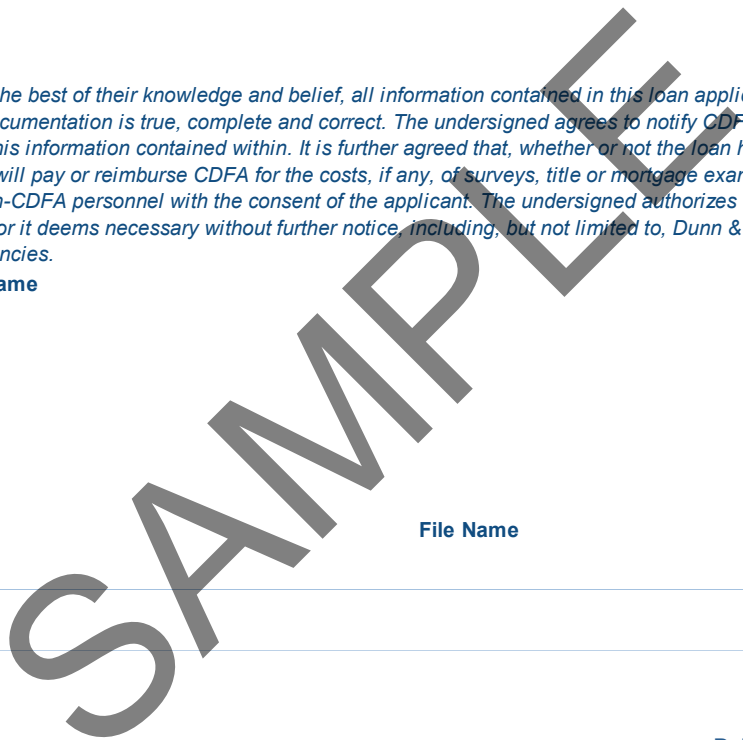 he best of their knowledge and belief, all information contained in this loan applic
cumentation is true, complete and correct. The undersigned agrees to notify CDF
his information contained within. It is further agreed that, whether or not the loan h
will pay or reimburse CDFA for the costs, if any, of surveys, title or mortgage exam
n-CDFA personnel with the consent of the applicant. The undersigned authorizes
or it deems necessary without further notice, including, but not limited to, Dunn &
ncies.
ame
File Name
SAMPLE